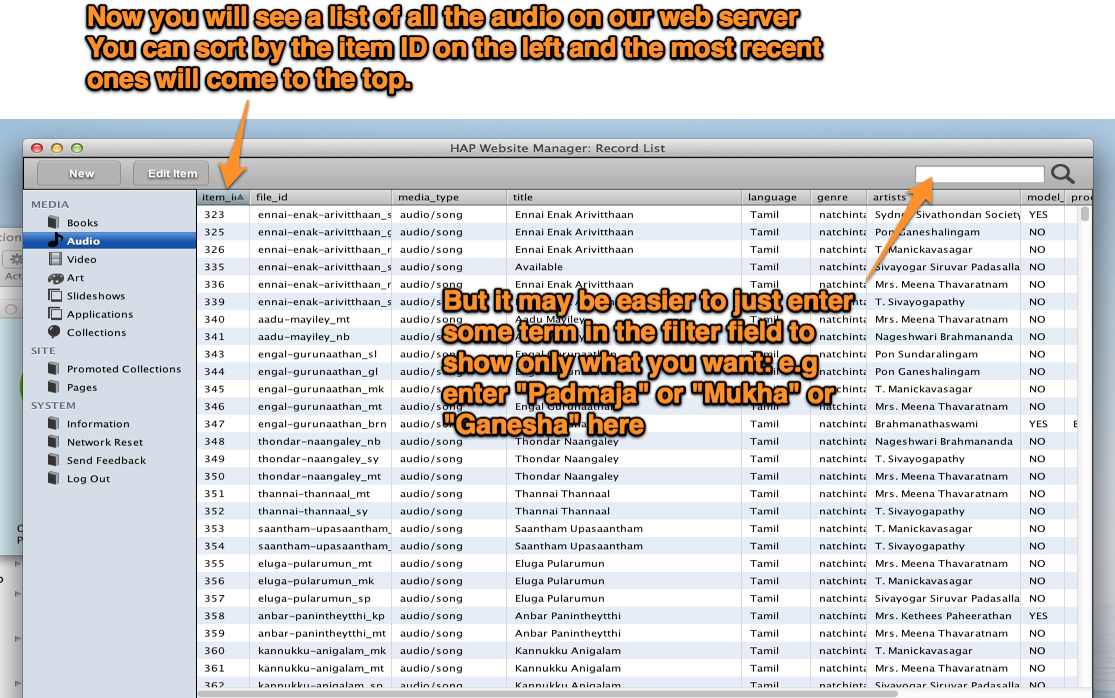 Now you will see a list of all the audio on our web server
You can sort by the item ID on the left and the most recent
ones will come to the top.
HAP Website Manager: Record List
New Edit Item
MEDIA
Books
Audio
Video
Art
Slideshows
Applications
Collections
SITE
Promoted Collections
Pages
SYSTEM
Information
Network Reset
Send Feedback
Log Out
file_id media_type title language genre artists model_
323 ennai-enak-arivitthaan_s audio/song Ennai Enak Arivitthaan Tamil natchinta Sivathondan Society YES
325 ennai-enak-arivitthaan_g audio/song Ennai Enak Arivitthaan Tamil natchinta Pon Ganeshalingam NO
326 ennai-enak-arivitthaan_r audio/song Ennai Enak Arivitthaan Tamil natchinta T. Manickavasagar NO
335 ennai-enak-arivitthaan_s audio/song Available Tamil natchinta Sivayogar Siruvar Padasalla NO
336 ennai-enak-arivitthaan_r audio/song Ennai Enak Arivitthaan Tamil natchinta Mrs. Meena Thavaratnam NO
339 ennai-enak-arivitthaan_s Tamil natchinta T. Sivayogapathy NO
340 aadu-mayiley_mt Aadu Mayiley Tamil natchinta Mrs. Meena Thavaratnam NO
341 aadu-mayiley_nb Tamil natchinta Nageshwari Brahmananda NO
343 engal-gurunaathan_sl Tamil natchinta Pon Sundaralingam NO
344 engal-gurunaathan_gl Tamil natchinta Pon Ganeshalingam NO
345 engal-gurunaathan_mk Tamil natchinta T. Manickavasagar NO
346 engal-gurunaathan_mt Engal Gurunaathan Tamil natchinta Mrs. Meena Thavaratnam NO
347 engal-gurunaathan_brn Tamil natchinta Brahmanathaswami YES
But it may be easier to just enter
some term in the filter field to
show only what you want: e.g
enter "Padmaja" or "Mukha" or
"Ganesha" here
348 thondar-naangaley_nb audio/song Thondar Naangaley Tamil natchinta Nageshwari Brahmananda NO
349 thondar-naangaley_sy audio/song Thondar Naangaley Tamil natchinta T. Sivayogapathy NO
350 thondar-naangaley_mt audio/song Thondar Naangaley Tamil natchinta Mrs. Meena Thavaratnam NO
351 thannai-thannaal_mt audio/song Thannai Thannaal Tamil natchinta Mrs. Meena Thavaratnam NO
352 thannai-thannaal_sy audio/song Thannai Thannaal Tamil natchinta T. Sivayogapathy NO
353 saantham-upasaantham_ audio/song Saantham Upasaantham Tamil natchinta T. Manickavasagar NO
354 saantham-upasaantham_ audio/song Saantham Upasaantham Tamil natchinta T. Sivayogapathy NO
355 eluga-pularumun_mt audio/song Eluga Pularumun Tamil natchinta Mrs. Meena Thavaratnam NO
356 eluga-pularumun_mk audio/song Eluga Pularumun Tamil natchinta T. Manickavasagar NO
357 eluga-pularumun_sp audio/song Eluga Pularumun Tamil natchinta Sivayogar Siruvar Padasalla NO
358 anbar-panintheytthi_kp audio/song Anbar Panintheytthi Tamil natchinta Mrs. Kethees Paheerathan YES
359 anbar-panintheytthi_mt audio/song Anbar Panintheytthi Tamil natchinta Mrs. Meena Thavaratnam NO
360 kannukku-anigalam_mk audio/song Kannukku Anigalam Tamil natchinta T. Manickavasagar NO
361 kannukku-anigalam_mt audio/song Kannukku Anigalam Tamil natchinta Mrs. Meena Thavaratnam NO
362 kannukku-anigalam_sp audio/song Kannukku Anigalam Tamil natchinta Sivayogar Siruvar Padasalla NO